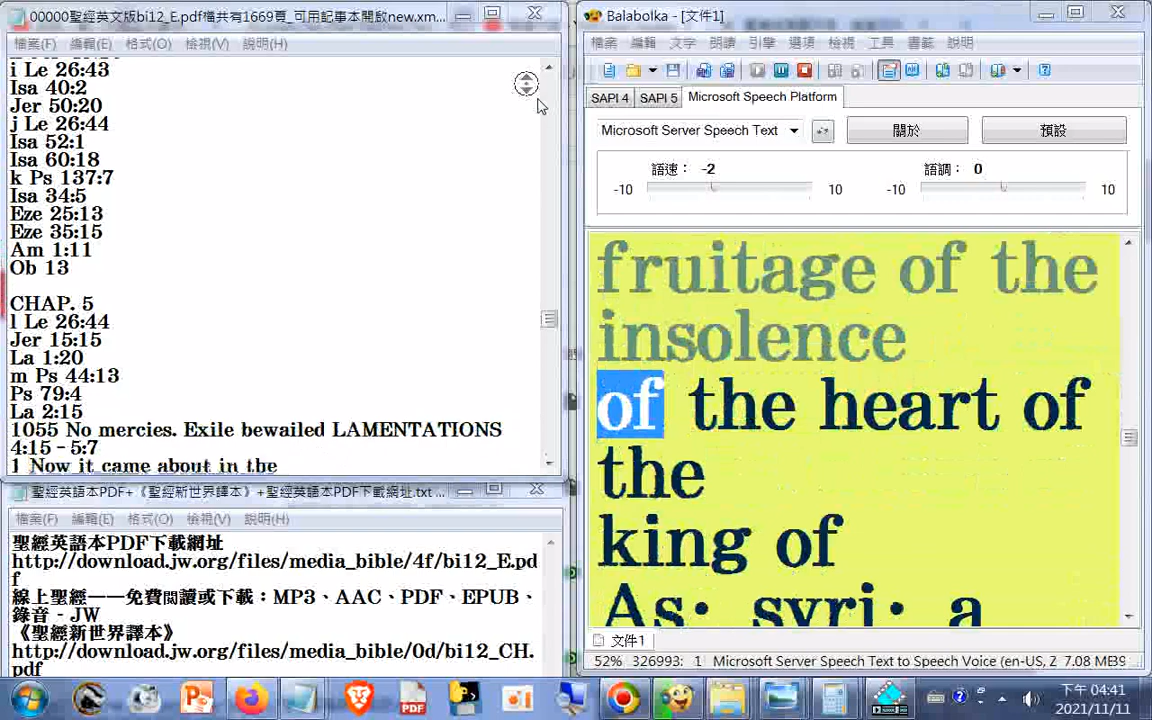 00000聖經英文版bi12_E.pdf檔共有1669頁_可用記事本開啟new.xm...
檔案(F) 編輯(E) 格式(O) 檢視(V) 說明(H)
i Le 26:43
Isa 40:2
Jer 50:20
j Le 26:44
Isa 52:1
Isa 60:18
k Ps 137:7
Isa 34:5
Eze 25:13
Eze 35:15
Am 1:11
Ob 13
CHAP. 5
l Le 26:44
Jer 15:15
La 1:20
m Ps 44:13
Ps 79:4
La 2:15
1055 No mercies. Exile bewailed LAMENTATIONS
4:15 – 5:7
1 Now it came about in the
聖經英語本PDF+《聖經新世界譯本》+聖經英語本PDF下載網址.txt ...
檔案(F) 編輯(E) 格式(O) 檢視(V) 說明(H)
聖經英語本PDF下載網址
http://download.jw.org/files/media_bible/4f/bi12_E.pd
f
線上聖經——免費閱讀或下載：MP3、AAC、PDF、EPUB、
錄音 - JW
《聖經新世界譯本》
http://download.jw.org/files/media_bible/0d/bi12_CH.
pdf
Balabolka - [文件1]
檔案 編輯 文字 朗讀 引擎 選項 檢視 工具 書籤 說明
SAPI 4 SAPI 5 Microsoft Speech Platform
Microsoft Server Speech Text 關於 預設
語速： -2 語調： 0
-10 10 -10 10
fruitage of the
insolence
of the heart of
the
king of
As· syri· a
文件1
52% 326993: 1 Microsoft Server Speech Text to Speech Voice (en-US, Z 7.08 MB
下午 04:41
2021/11/11